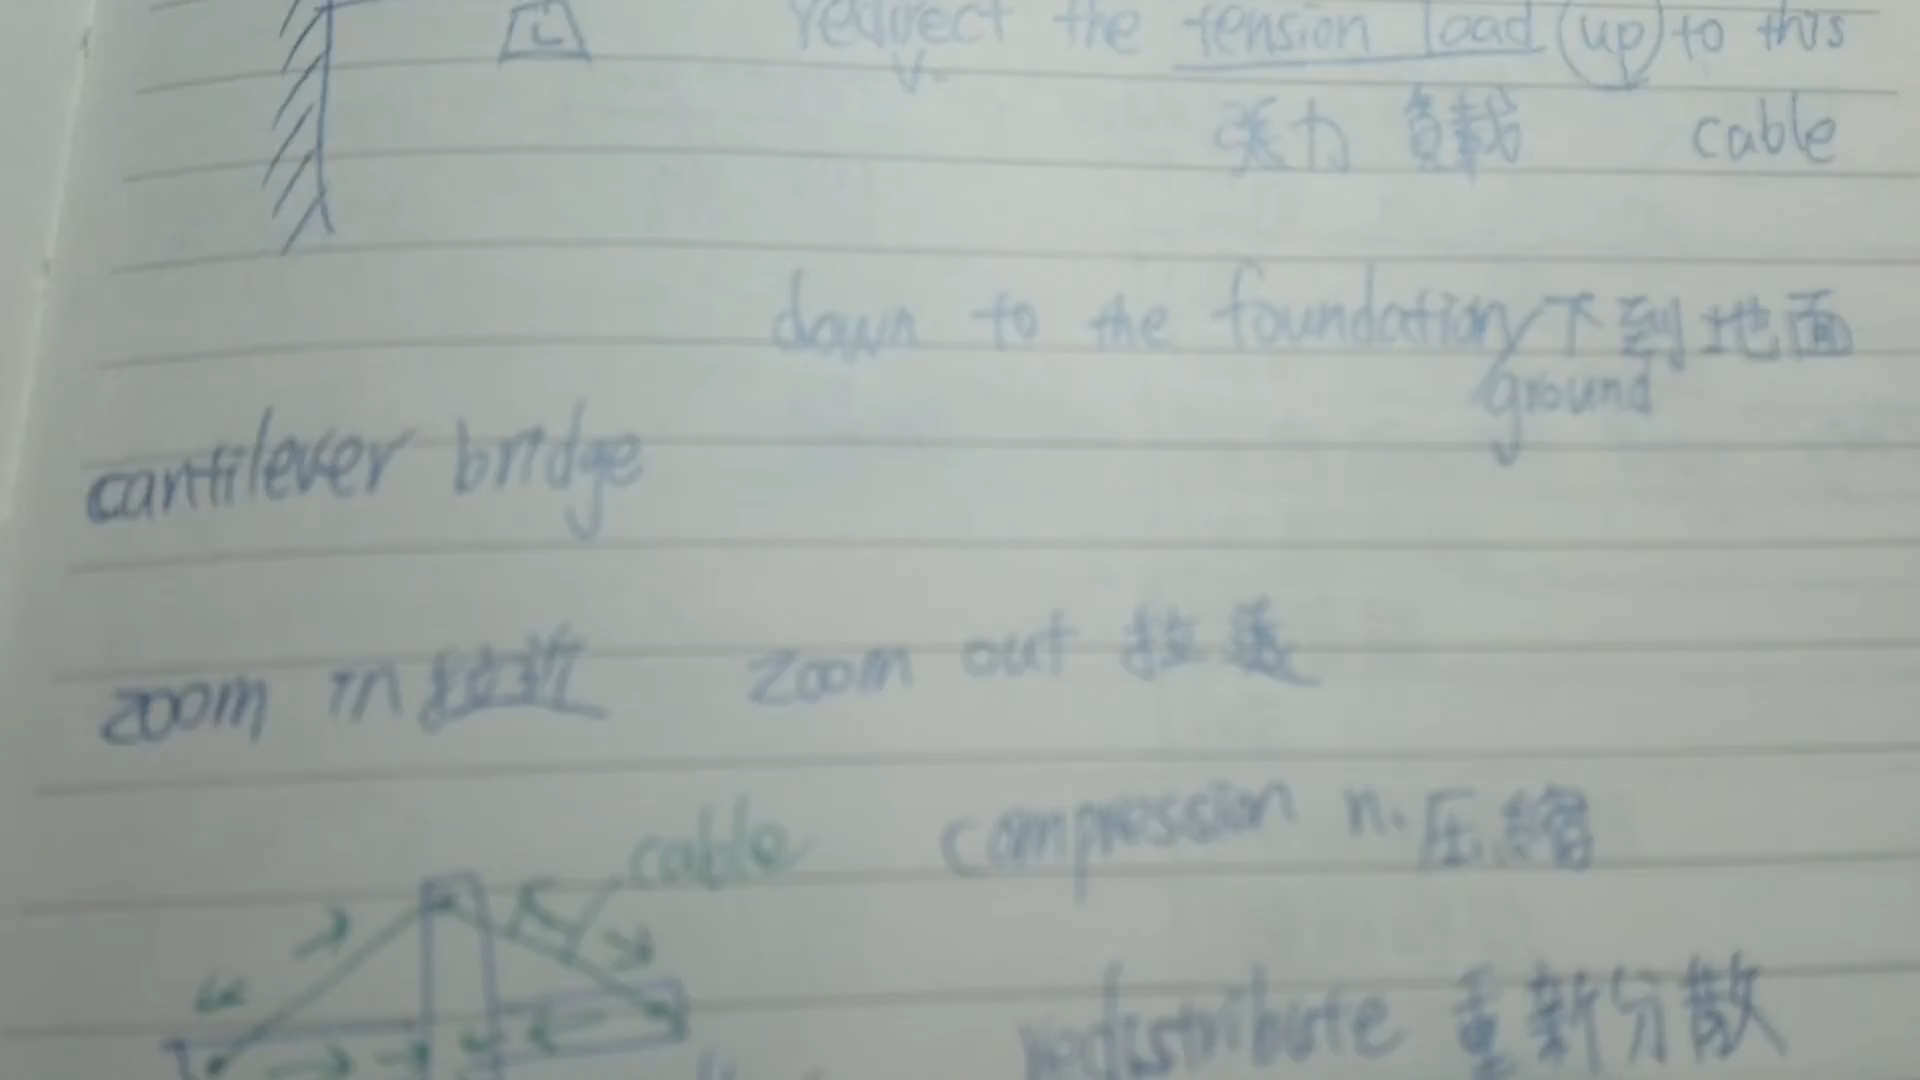 L redirect the tension load up to this
v.
張力 負載 cable
down to the foundation/下到地面
ground
cantilever bridge
zoom in 拉近 zoom out 拉遠
cable compression n. 压縮
redistribute 重新分散